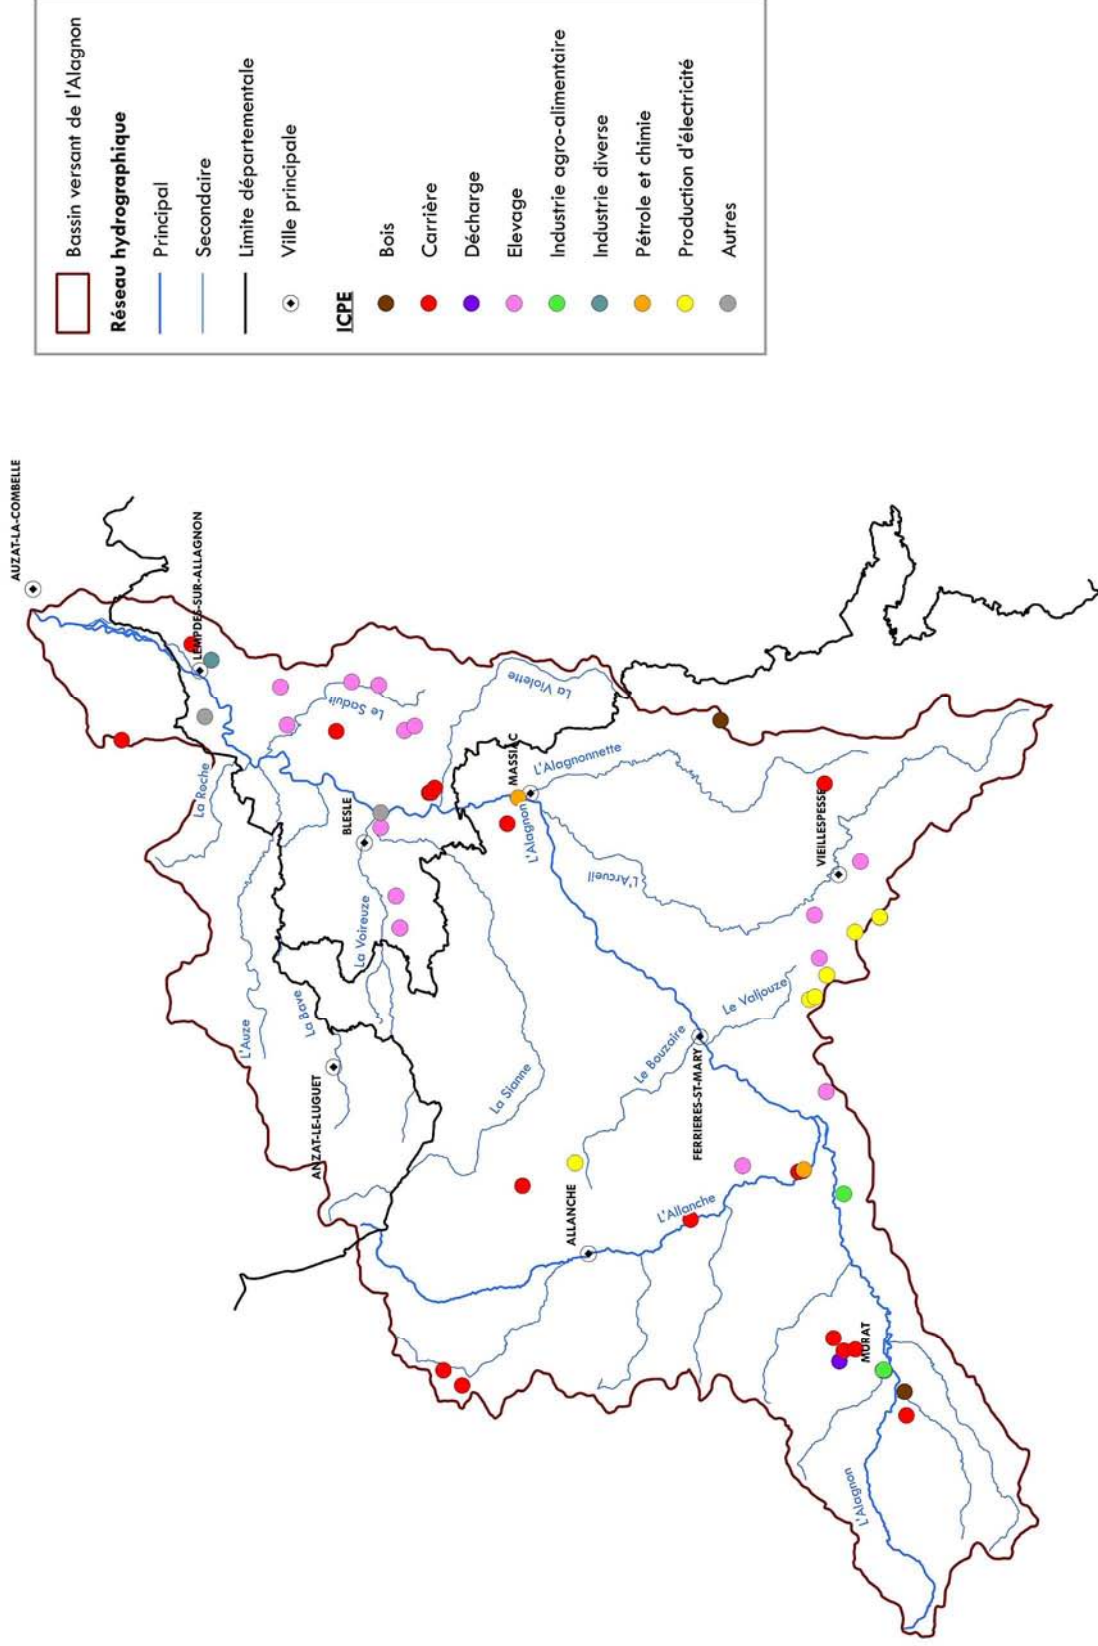 Bassin versant de l'Alagnon
Réseau hydrographique
Principal
Secondaire
Limite départementale
Ville principale
ICPE
Bois
Carrière
Décharge
Elevage
Industrie agro-alimentaire
Industrie diverse
Pétrole et chimie
Production d'électricité
Autres
AUZAT-LA-COMBELLE
LEMPDES-SUR-ALLAGNON
La Roche
Le Saduit
La Violette
BLESLE
MASSIAC
L'Alagnonnette
L'Alagnon
L'Arcueil
VIEILLESPESSE
La Voireuze
L'Auze
La Bave
ANZAT-LE-LUGUET
La Sianne
Le Bouzaire
Le Valjouze
FERRIERES-ST-MARY
ALLANCHE
L'Allanche
MURAT
L'Alagnon